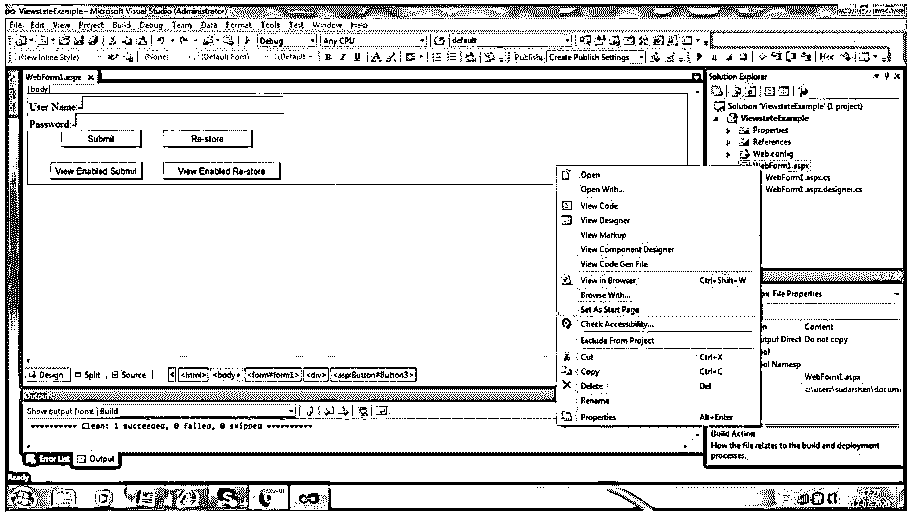 ViewstateExample - Microsoft Visual Studio (Administrator)
File Edit View Project Build Debug Team Data Format Tools Test Window Help
Debug Any CPU default
(New Inline Style) (None) (Default Font) (Default B I U A Publish: Create Publish Settings
WebForm1.aspx x
(body)
User Name:
Password:
Submit Re-store
View Enabled Submit View Enabled Re-store
Solution Explorer
Solution 'ViewstateExample' (1 project)
ViewstateExample
Properties
References
Web.config
WebForm1.aspx
WebForm1.aspx.cs
WebForm1.aspx.designer.cs
Open
Open With...
View Code
View Designer
View Markup
View Component Designer
View Code Gen File
View in Browser Ctrl+Shift+W
Browse With...
Set As Start Page
Check Accessibility...
Exclude From Project
Cut Ctrl+X
Copy Ctrl+C
Delete Del
Rename
Properties Alt+Enter
File Properties
Content
utput Direct Do not copy
ool Namesp
WebForm1.aspx
c:\users\sudarshan\docum
Build Action
How the file relates to the build and deployment
processes.
Design Split Source <html> <body> <form#form1> <div> <asp:Button#Button3>
Output
Show output from: Build
========== Clean: 1 succeeded, 0 failed, 0 skipped ==========
Error List Output
Ready